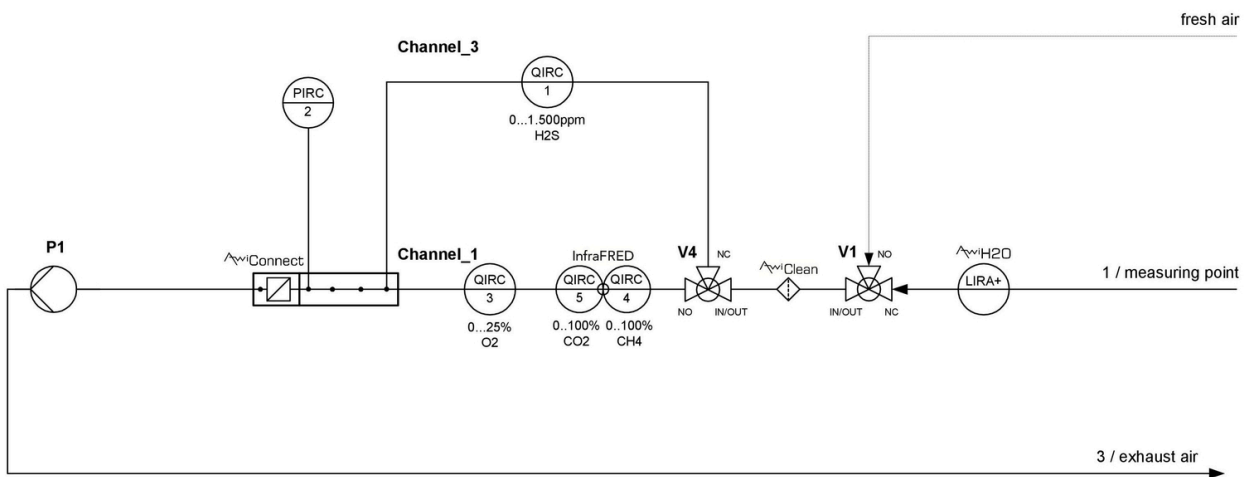 fresh air
Channel_3
QIRC
1
0...1.500ppm
H2S
PIRC
2
P1
AwiConnect
Channel_1
QIRC
3
0...25%
O2
InfraFRED
QIRC
5
QIRC
4
0...100%
CO2
0...100%
CH4
V4
NC
NO
IN/OUT
AwiClean
V1
NO
IN/OUT
NC
AwiH2O
LIRA+
1 / measuring point
3 / exhaust air